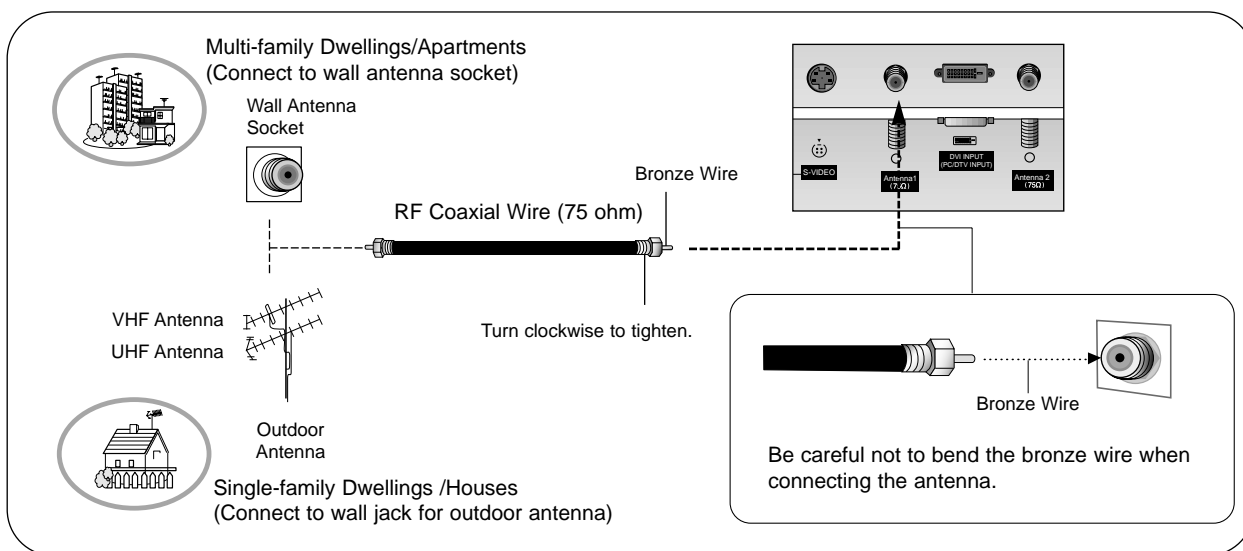 Multi-family Dwellings/Apartments
(Connect to wall antenna socket)
Wall Antenna
Socket
Bronze Wire
RF Coaxial Wire (75 ohm)
S-VIDEO
Antenna1
(75Ω)
DVI INPUT
(PC/DTV INPUT)
Antenna 2
(75Ω)
VHF Antenna
UHF Antenna
Turn clockwise to tighten.
Outdoor
Antenna
Single-family Dwellings /Houses
(Connect to wall jack for outdoor antenna)
Bronze Wire
Be careful not to bend the bronze wire when
connecting the antenna.